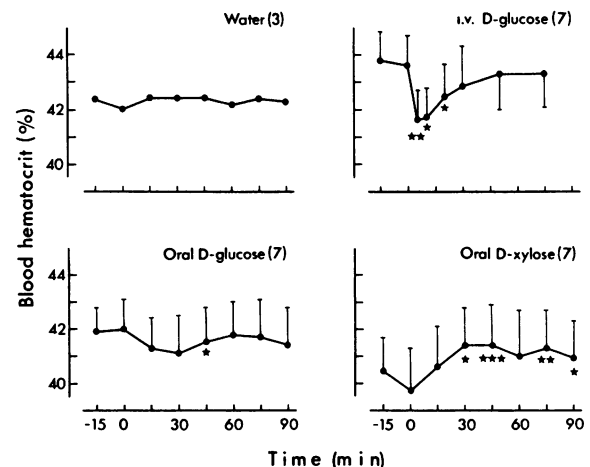 Water (3)
ı.v. D-glucose (7)
44
42
40
★★
★
★
Blood hematocrit (%)
Oral D-glucose (7)
Oral D-xylose (7)
44
42
40
★
★
★★★
★★
★
-15 0 30 60 90
-15 0 30 60 90
Time (min)